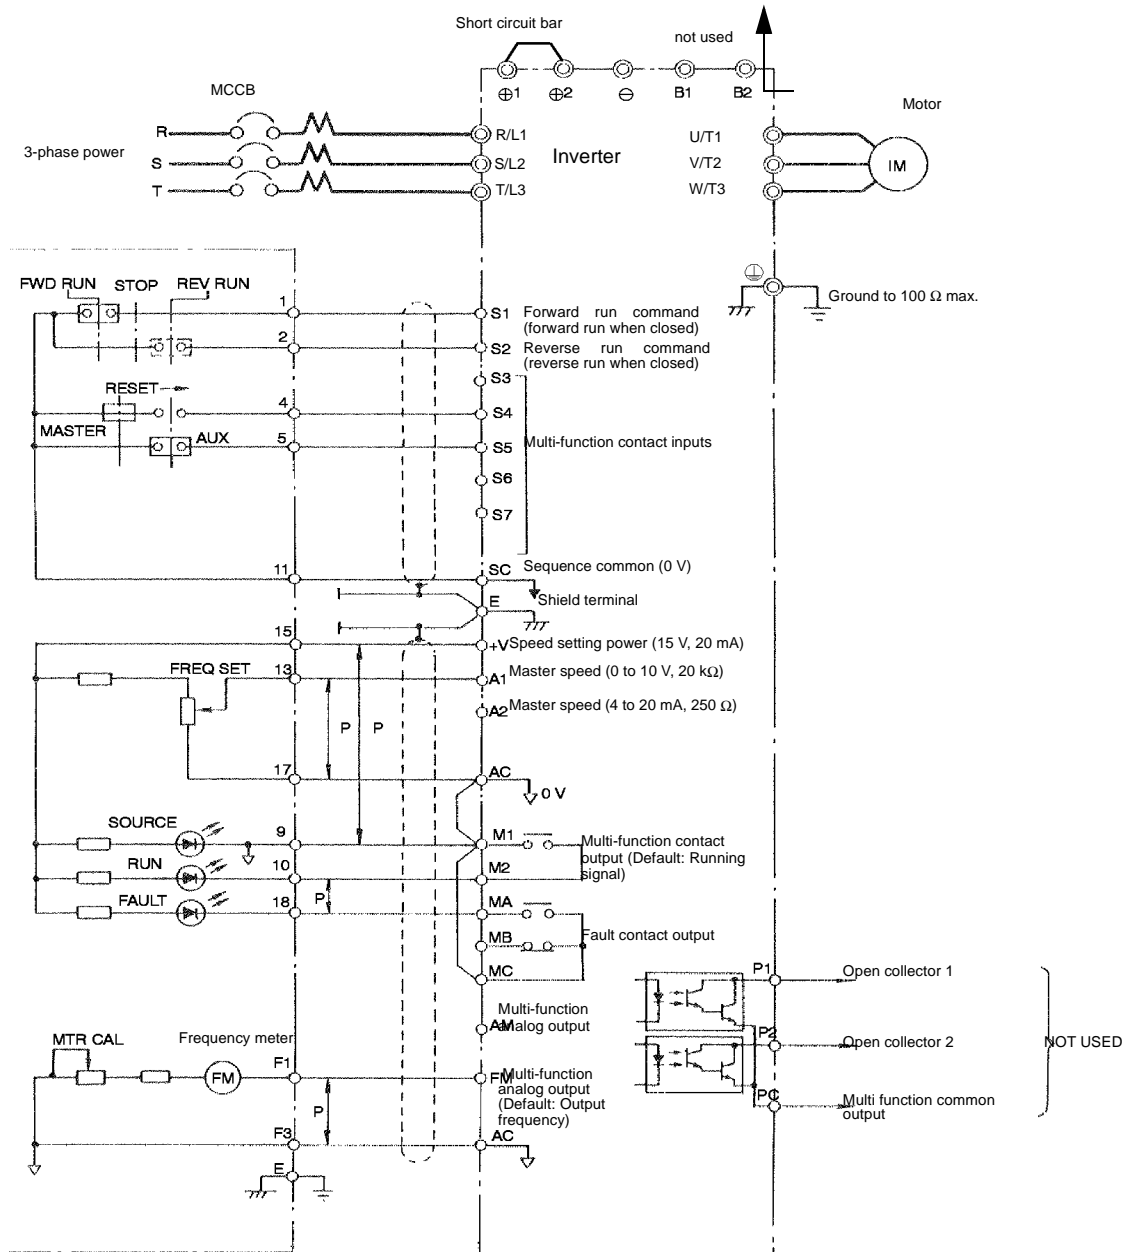 Short circuit bar
not used
⊕1 ⊕2 ⊖ B1 B2
MCCB
Motor
R
R/L1
U/T1
3-phase power
S
S/L2
Inverter
V/T2
IM
T
T/L3
W/T3
FWD RUN
STOP
REV RUN
Ground to 100 Ω max.
1
S1
Forward run command
(forward run when closed)
2
S2
Reverse run command
(reverse run when closed)
S3
RESET
4
S4
MASTER
AUX
5
S5
Multi-function contact inputs
S6
S7
11
SC
Sequence common (0 V)
E
Shield terminal
15
+V
Speed setting power (15 V, 20 mA)
FREQ SET
13
A1
Master speed (0 to 10 V, 20 kΩ)
A2
Master speed (4 to 20 mA, 250 Ω)
P
P
17
AC
0 V
SOURCE
9
M1
Multi-function contact
output (Default: Running
signal)
RUN
10
M2
FAULT
18
P
MA
MB
Fault contact output
MC
P1
Open collector 1
Multi-function
analog output
AM
MTR CAL
Frequency meter
P2
Open collector 2
NOT USED
F1
FM
FM
Multi-function
analog output
(Default: Output
frequency)
P
PC
Multi function common
output
F3
AC
E